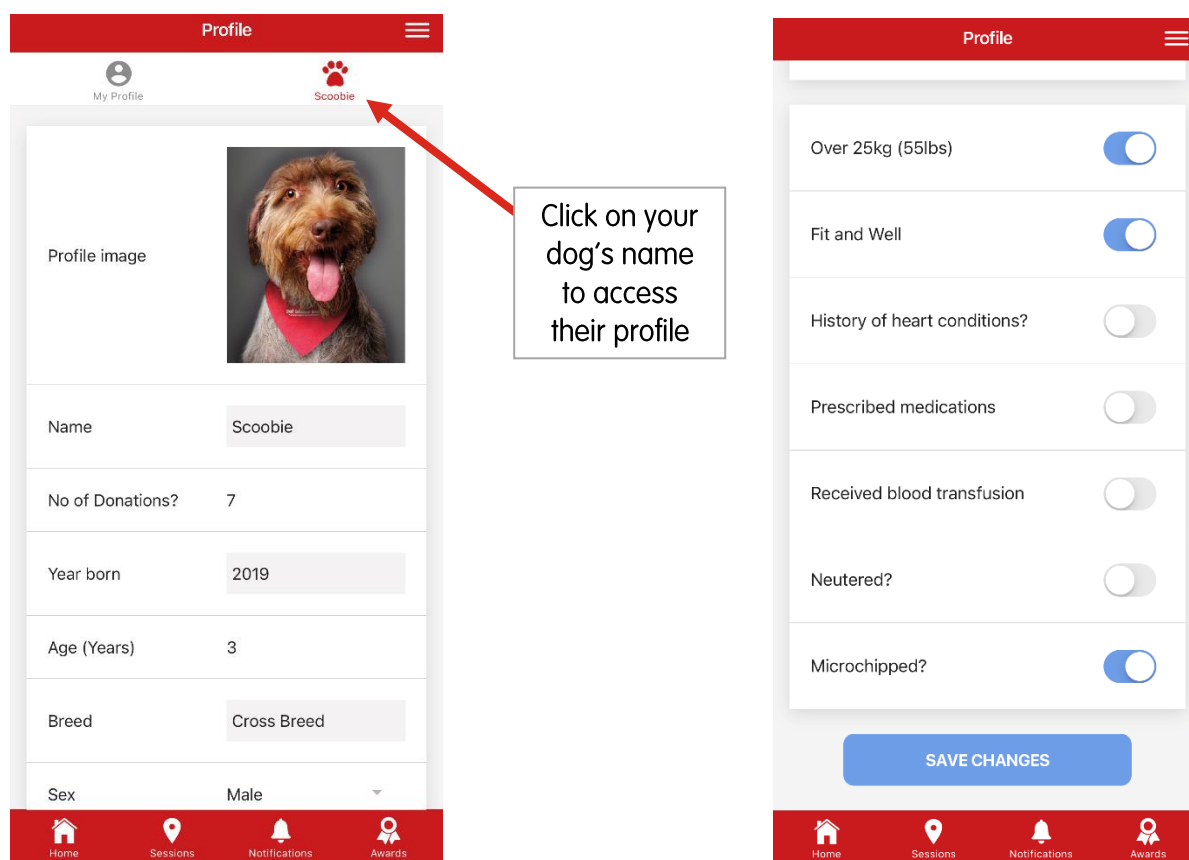 Profile
My Profile
Scoobie
Profile image
Name
Scoobie
No of Donations?
7
Year born
2019
Age (Years)
3
Breed
Cross Breed
Sex
Male
Home
Sessions
Notifications
Awards
Click on your
dog's name
to access
their profile
Profile
Over 25kg (55lbs)
Fit and Well
History of heart conditions?
Prescribed medications
Received blood transfusion
Neutered?
Microchipped?
SAVE CHANGES
Home
Sessions
Notifications
Awards